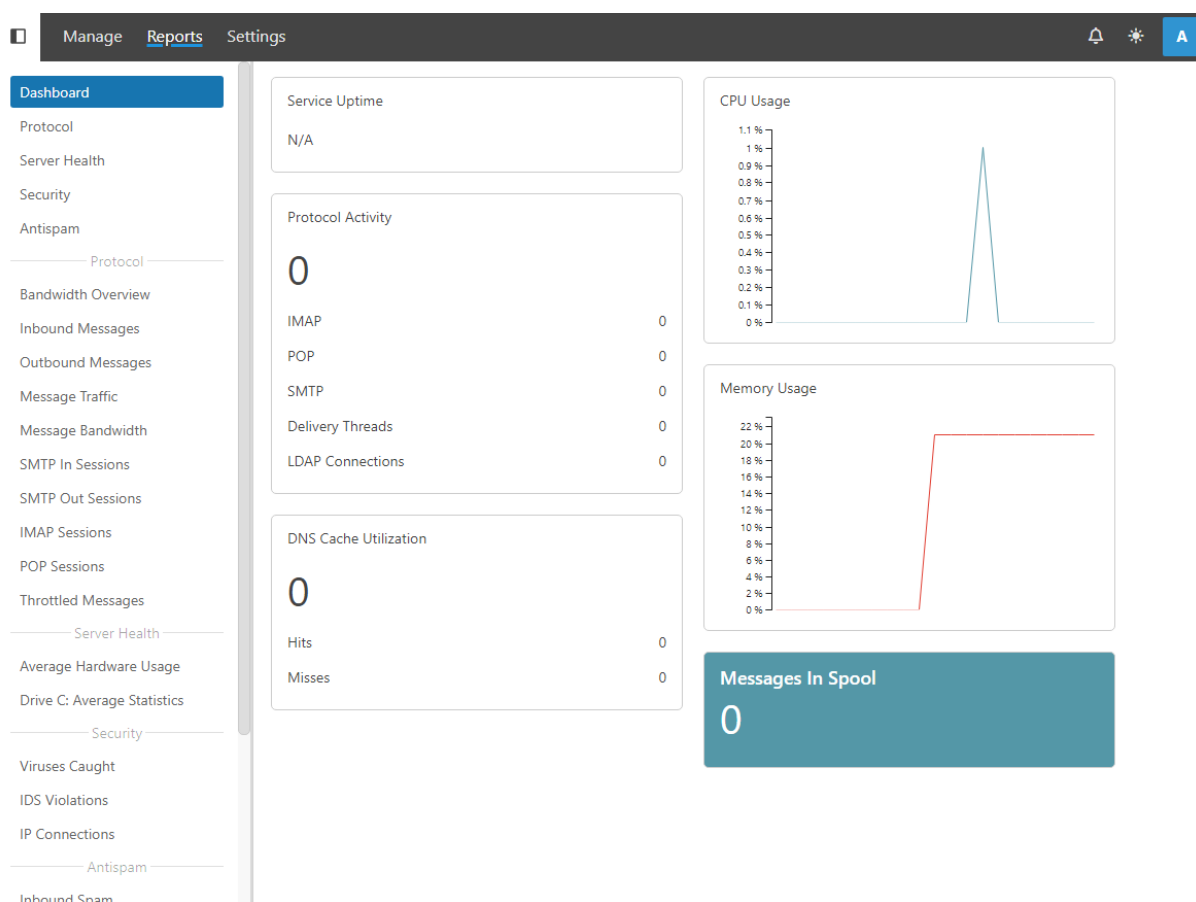 Manage Reports Settings
A
Dashboard
Protocol
Server Health
Security
Antispam
Protocol
Bandwidth Overview
Inbound Messages
Outbound Messages
Message Traffic
Message Bandwidth
SMTP In Sessions
SMTP Out Sessions
IMAP Sessions
POP Sessions
Throttled Messages
Server Health
Average Hardware Usage
Drive C: Average Statistics
Security
Viruses Caught
IDS Violations
IP Connections
Antispam
Inbound Spam
Service Uptime
N/A
Protocol Activity
0
IMAP 0
POP 0
SMTP 0
Delivery Threads 0
LDAP Connections 0
DNS Cache Utilization
0
Hits 0
Misses 0
CPU Usage
1.1 %
1 %
0.9 %
0.8 %
0.7 %
0.6 %
0.5 %
0.4 %
0.3 %
0.2 %
0.1 %
0 %
Memory Usage
22 %
20 %
18 %
16 %
14 %
12 %
10 %
8 %
6 %
4 %
2 %
0 %
Messages In Spool
0